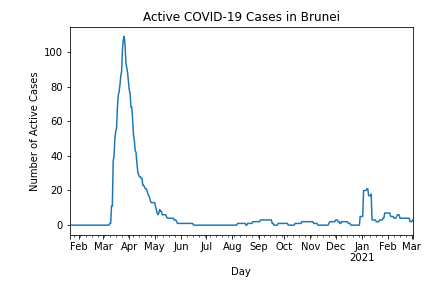 Active COVID-19 Cases in Brunei
Number of Active Cases
100
80
60
40
20
0
Feb Mar Apr May Jun Jul Aug Sep Oct Nov Dec Jan Mar
2021
Day